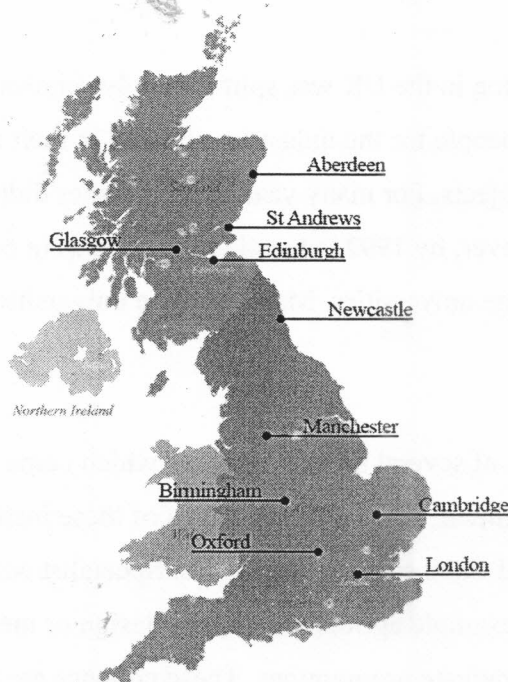 Aberdeen
St Andrews
Glasgow
Edinburgh
Newcastle
Northern Ireland
Manchester
Birmingham
Cambridge
Oxford
London